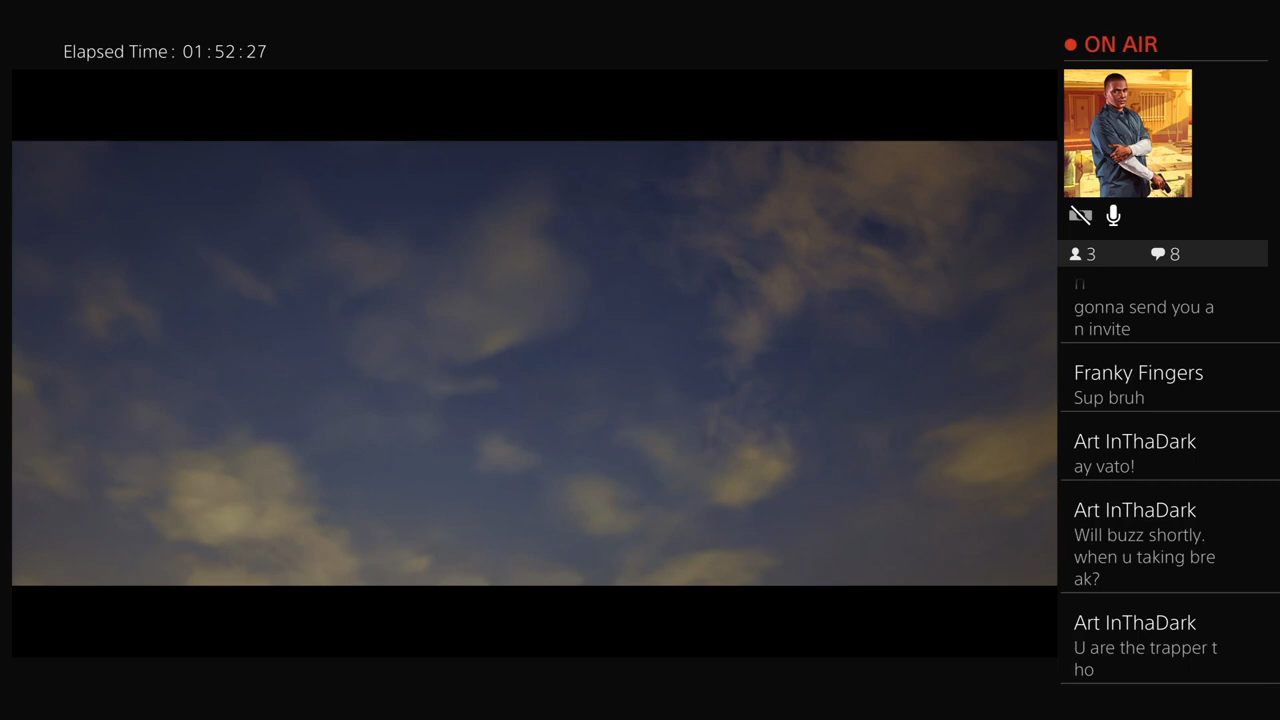 Elapsed Time: 01:52:27
ON AIR
3
8
gonna send you a
n invite
Franky Fingers
Sup bruh
Art InThaDark
ay vato!
Art InThaDark
Will buzz shortly.
when u taking bre
ak?
Art InThaDark
U are the trapper t
ho